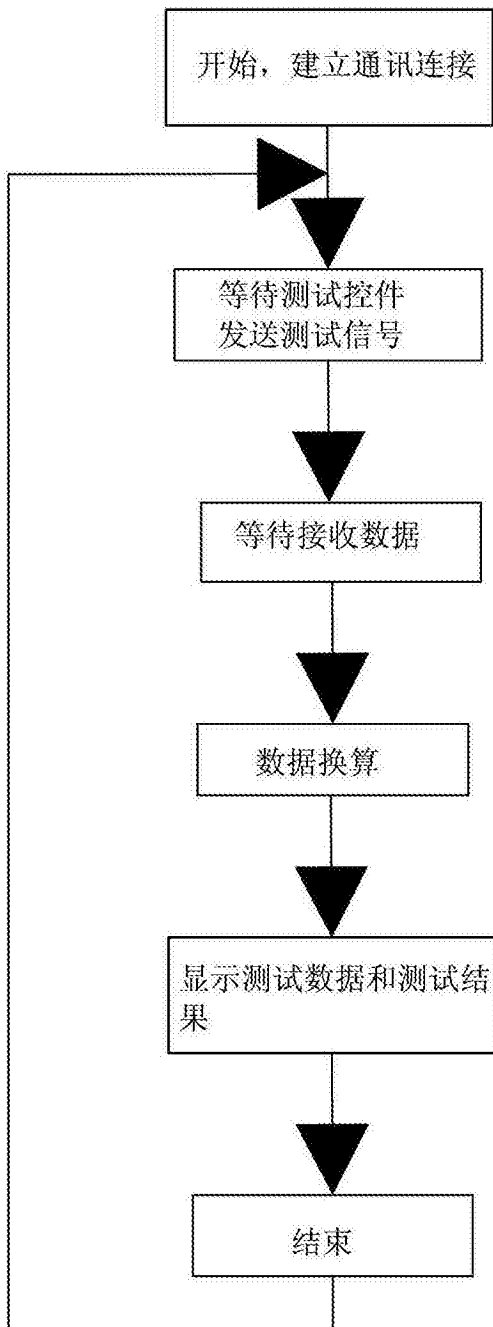 开始，建立通讯连接
等待测试控件
发送测试信号
等待接收数据
数据换算
显示测试数据和测试结
果
结束